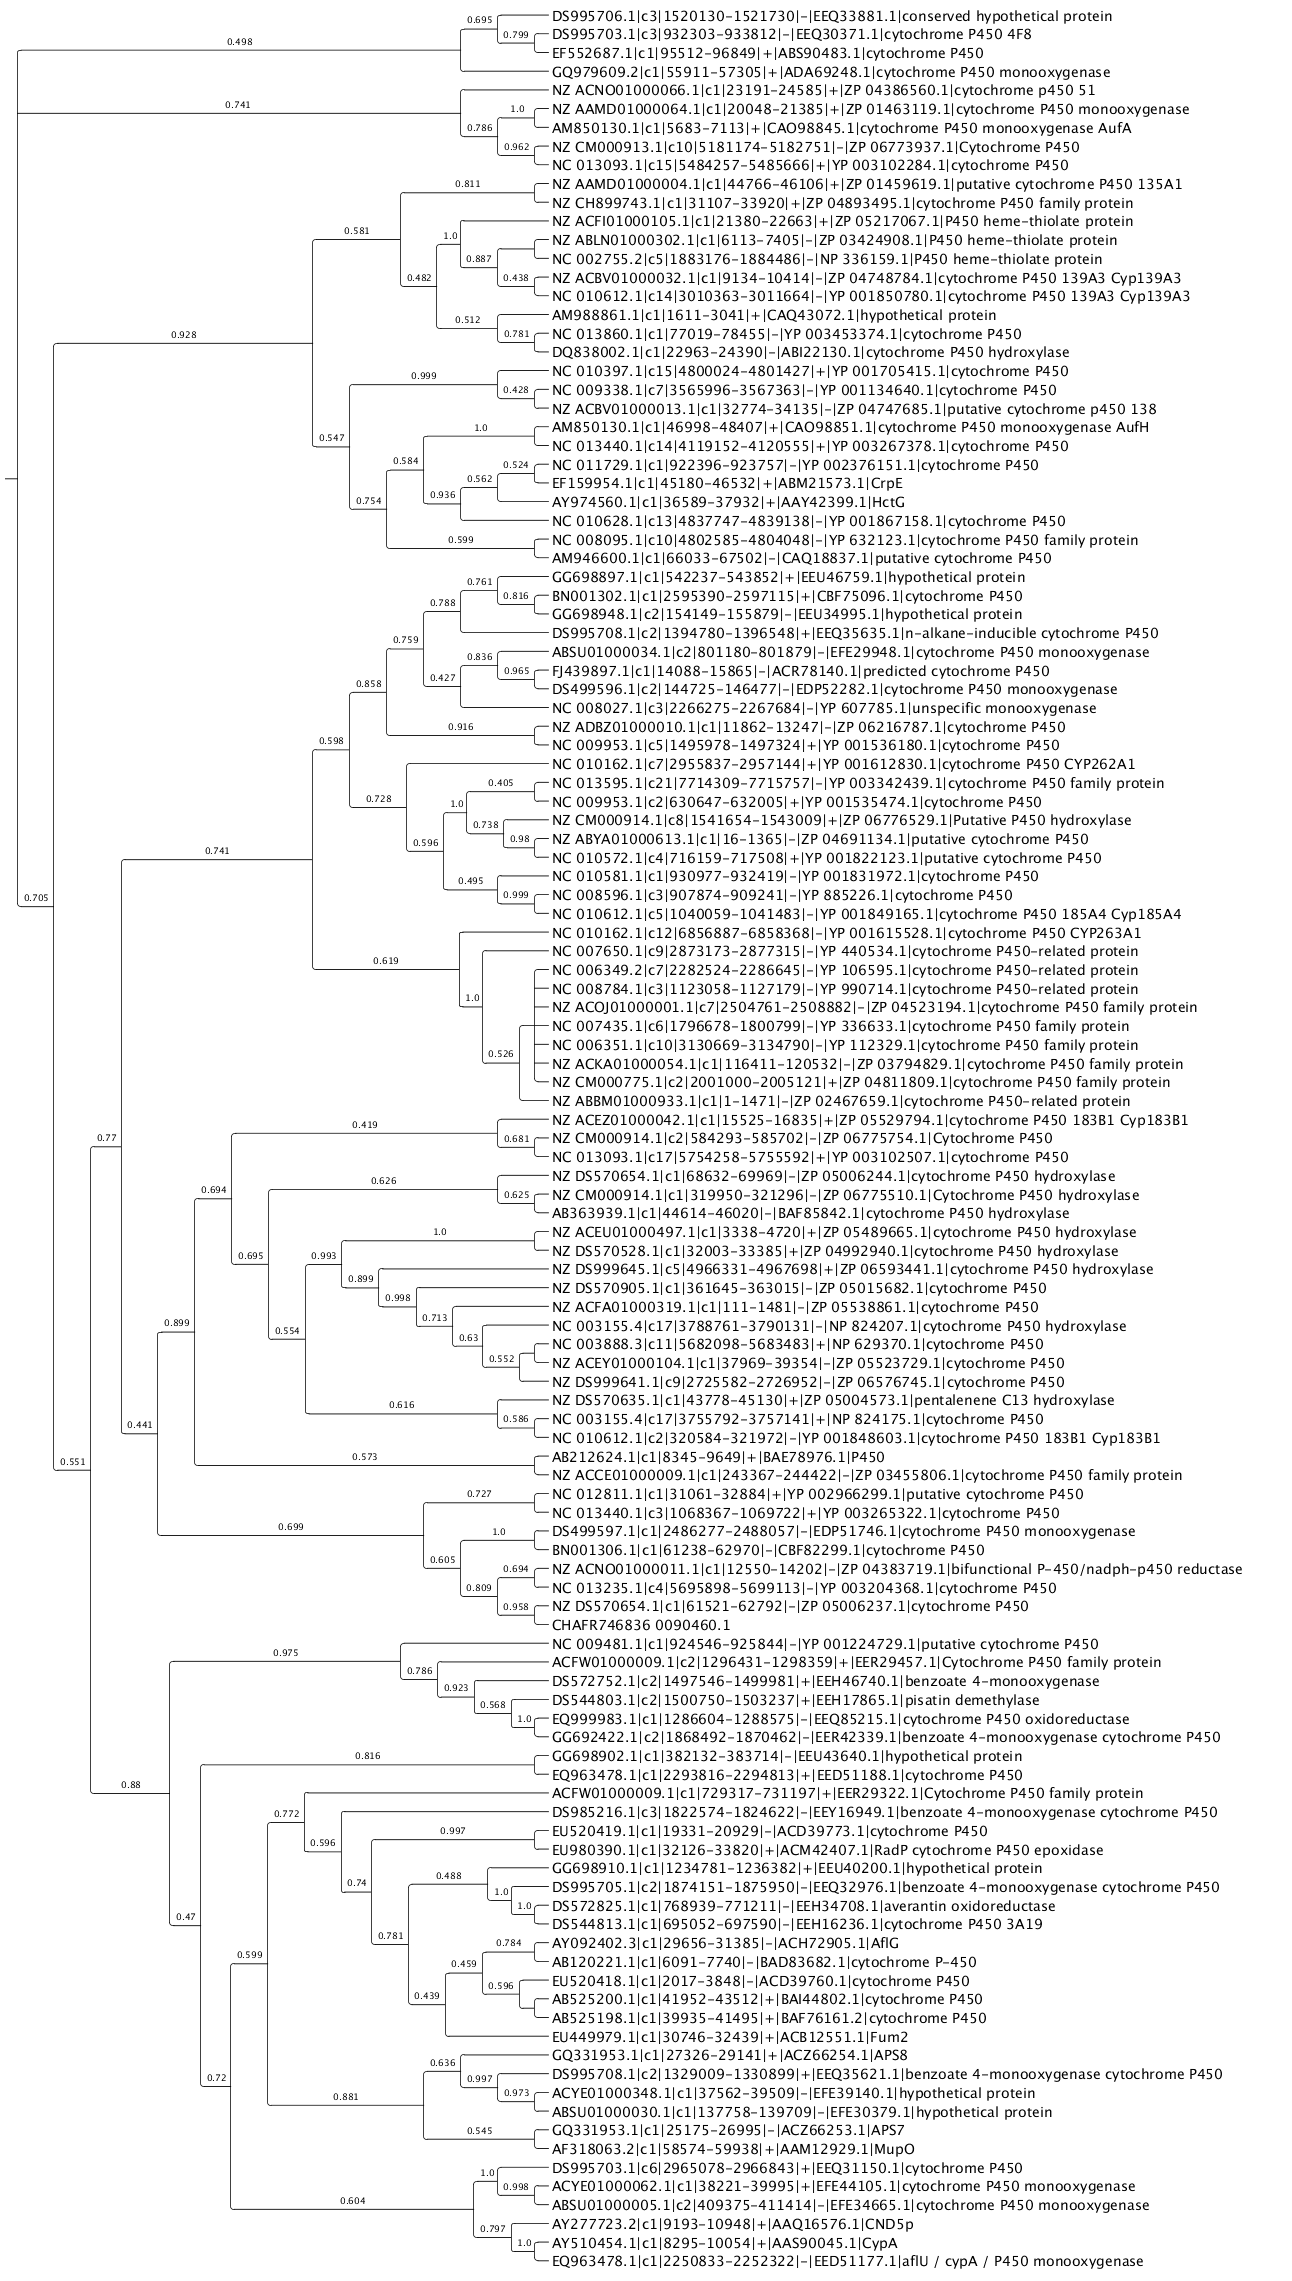 DS995706.1|c3|1520130-1521730|-|EEQ33881.1|conserved hypothetical protein
0.695
DS995703.1|c3|932303-933812|-|EEQ30371.1|cytochrome P450 4F8
0.799
0.498
EF552687.1|c1|95512-96849|+|ABS90483.1|cytochrome P450
GQ979609.2|c1|55911-57305|+|ADA69248.1|cytochrome P450 monooxygenase
NZ ACNO01000066.1|c1|23191-24585|+|ZP 04386560.1|cytochrome p450 51
0.741
1.0
NZ AAMD01000064.1|c1|20048-21385|+|ZP 01463119.1|cytochrome P450 monooxygenase
0.786
AM850130.1|c1|5683-7113|+|CAO98845.1|cytochrome P450 monooxygenase AufA
0.962
NZ CM000913.1|c10|5181174-5182751|-|ZP 06773937.1|Cytochrome P450
NC 013093.1|c15|5484257-5485666|+|YP 003102284.1|cytochrome P450
0.811
NZ AAMD01000004.1|c1|44766-46106|+|ZP 01459619.1|putative cytochrome P450 135A1
NZ CH899743.1|c1|31107-33920|+|ZP 04893495.1|cytochrome P450 family protein
0.581
NZ ACFI01000105.1|c1|21380-22663|+|ZP 05217067.1|P450 heme-thiolate protein
1.0
NZ ABLN01000302.1|c1|6113-7405|-|ZP 03424908.1|P450 heme-thiolate protein
0.887
NC 002755.2|c5|1883176-1884486|-|NP 336159.1|P450 heme-thiolate protein
0.482
0.438
NZ ACBV01000032.1|c1|9134-10414|-|ZP 04748784.1|cytochrome P450 139A3 Cyp139A3
NC 010612.1|c14|3010363-3011664|-|YP 001850780.1|cytochrome P450 139A3 Cyp139A3
0.512
AM988861.1|c1|1611-3041|+|CAQ43072.1|hypothetical protein
0.928
0.781
NC 013860.1|c1|77019-78455|-|YP 003453374.1|cytochrome P450
DQ838002.1|c1|22963-24390|-|ABI22130.1|cytochrome P450 hydroxylase
0.999
NC 010397.1|c15|4800024-4801427|+|YP 001705415.1|cytochrome P450
0.428
NC 009338.1|c7|3565996-3567363|-|YP 001134640.1|cytochrome P450
NZ ACBV01000013.1|c1|32774-34135|-|ZP 04747685.1|putative cytochrome p450 138
0.547
1.0
AM850130.1|c1|46998-48407|+|CAO98851.1|cytochrome P450 monooxygenase AufH
NC 013440.1|c14|4119152-4120555|+|YP 003267378.1|cytochrome P450
0.584
0.524
NC 011729.1|c1|922396-923757|-|YP 002376151.1|cytochrome P450
0.562
EF159954.1|c1|45180-46532|+|ABM21573.1|CrpE
0.754
0.936
AY974560.1|c1|36589-37932|+|AAY42399.1|HctG
NC 010628.1|c13|4837747-4839138|-|YP 001867158.1|cytochrome P450
0.599
NC 008095.1|c10|4802585-4804048|-|YP 632123.1|cytochrome P450 family protein
AM946600.1|c1|66033-67502|-|CAQ18837.1|putative cytochrome P450
0.761
GG698897.1|c1|542237-543852|+|EEU46759.1|hypothetical protein
0.788
0.816
BN001302.1|c1|2595390-2597115|+|CBF75096.1|cytochrome P450
GG698948.1|c2|154149-155879|-|EEU34995.1|hypothetical protein
0.759
DS995708.1|c2|1394780-1396548|+|EEQ35635.1|n-alkane-inducible cytochrome P450
0.836
ABSU01000034.1|c2|801180-801879|-|EFE29948.1|cytochrome P450 monooxygenase
0.427
0.965
FJ439897.1|c1|14088-15865|-|ACR78140.1|predicted cytochrome P450
0.858
DS499596.1|c2|144725-146477|-|EDP52282.1|cytochrome P450 monooxygenase
NC 008027.1|c3|2266275-2267684|-|YP 607785.1|unspecific monooxygenase
0.916
NZ ADBZ01000010.1|c1|11862-13247|-|ZP 06216787.1|cytochrome P450
0.598
NC 009953.1|c5|1495978-1497324|+|YP 001536180.1|cytochrome P450
NC 010162.1|c7|2955837-2957144|+|YP 001612830.1|cytochrome P450 CYP262A1
0.405
NC 013595.1|c21|7714309-7715757|-|YP 003342439.1|cytochrome P450 family protein
0.728
1.0
NC 009953.1|c2|630647-632005|+|YP 001535474.1|cytochrome P450
0.738
NZ CM000914.1|c8|1541654-1543009|+|ZP 06776529.1|Putative P450 hydroxylase
0.596
0.98
NZ ABYA01000613.1|c1|16-1365|-|ZP 04691134.1|putative cytochrome P450
0.741
NC 010572.1|c4|716159-717508|+|YP 001822123.1|putative cytochrome P450
0.495
NC 010581.1|c1|930977-932419|-|YP 001831972.1|cytochrome P450
0.705
0.999
NC 008596.1|c3|907874-909241|-|YP 885226.1|cytochrome P450
NC 010612.1|c5|1040059-1041483|-|YP 001849165.1|cytochrome P450 185A4 Cyp185A4
NC 010162.1|c12|6856887-6858368|-|YP 001615528.1|cytochrome P450 CYP263A1
NC 007650.1|c9|2873173-2877315|-|YP 440534.1|cytochrome P450-related protein
0.619
NC 006349.2|c7|2282524-2286645|-|YP 106595.1|cytochrome P450-related protein
NC 008784.1|c3|1123058-1127179|-|YP 990714.1|cytochrome P450-related protein
1.0
NZ ACOJ01000001.1|c7|2504761-2508882|-|ZP 04523194.1|cytochrome P450 family protein
NC 007435.1|c6|1796678-1800799|-|YP 336633.1|cytochrome P450 family protein
NC 006351.1|c10|3130669-3134790|-|YP 112329.1|cytochrome P450 family protein
0.526
NZ ACKA01000054.1|c1|116411-120532|-|ZP 03794829.1|cytochrome P450 family protein
NZ CM000775.1|c2|2001000-2005121|+|ZP 04811809.1|cytochrome P450 family protein
NZ ABBM01000933.1|c1|1-1471|-|ZP 02467659.1|cytochrome P450-related protein
NZ ACEZ01000042.1|c1|15525-16835|+|ZP 05529794.1|cytochrome P450 183B1 Cyp183B1
0.77
0.419
0.681
NZ CM000914.1|c2|584293-585702|-|ZP 06775754.1|Cytochrome P450
NC 013093.1|c17|5754258-5755592|+|YP 003102507.1|cytochrome P450
0.694
0.626
NZ DS570654.1|c1|68632-69969|-|ZP 05006244.1|cytochrome P450 hydroxylase
0.625
NZ CM000914.1|c1|319950-321296|-|ZP 06775510.1|Cytochrome P450 hydroxylase
AB363939.1|c1|44614-46020|-|BAF85842.1|cytochrome P450 hydroxylase
1.0
NZ ACEU01000497.1|c1|3338-4720|+|ZP 05489665.1|cytochrome P450 hydroxylase
0.695
0.993
NZ DS570528.1|c1|32003-33385|+|ZP 04992940.1|cytochrome P450 hydroxylase
0.899
NZ DS999645.1|c5|4966331-4967698|+|ZP 06593441.1|cytochrome P450 hydroxylase
0.998
NZ DS570905.1|c1|361645-363015|-|ZP 05015682.1|cytochrome P450
0.713
NZ ACFA01000319.1|c1|111-1481|-|ZP 05538861.1|cytochrome P450
0.899
0.554
0.63
NC 003155.4|c17|3788761-3790131|-|NP 824207.1|cytochrome P450 hydroxylase
NC 003888.3|c11|5682098-5683483|+|NP 629370.1|cytochrome P450
0.552
NZ ACEY01000104.1|c1|37969-39354|-|ZP 05523729.1|cytochrome P450
NZ DS999641.1|c9|2725582-2726952|-|ZP 06576745.1|cytochrome P450
0.616
NZ DS570635.1|c1|43778-45130|+|ZP 05004573.1|pentalenene C13 hydroxylase
0.441
0.586
NC 003155.4|c17|3755792-3757141|+|NP 824175.1|cytochrome P450
NC 010612.1|c2|320584-321972|-|YP 001848603.1|cytochrome P450 183B1 Cyp183B1
0.551
0.573
AB212624.1|c1|8345-9649|+|BAE78976.1|P450
NZ ACCE01000009.1|c1|243367-244422|-|ZP 03455806.1|cytochrome P450 family protein
0.727
NC 012811.1|c1|31061-32884|+|YP 002966299.1|putative cytochrome P450
NC 013440.1|c3|1068367-1069722|+|YP 003265322.1|cytochrome P450
0.699
1.0
DS499597.1|c1|2486277-2488057|-|EDP51746.1|cytochrome P450 monooxygenase
BN001306.1|c1|61238-62970|-|CBF82299.1|cytochrome P450
0.605
0.694
NZ ACNO01000011.1|c1|12550-14202|-|ZP 04383719.1|bifunctional P-450/nadph-p450 reductase
0.809
NC 013235.1|c4|5695898-5699113|-|YP 003204368.1|cytochrome P450
0.958
NZ DS570654.1|c1|61521-62792|-|ZP 05006237.1|cytochrome P450
CHAFR746836 0090460.1
NC 009481.1|c1|924546-925844|-|YP 001224729.1|putative cytochrome P450
0.975
0.786
ACFW01000009.1|c2|1296431-1298359|+|EER29457.1|Cytochrome P450 family protein
0.923
DS572752.1|c2|1497546-1499981|+|EEH46740.1|benzoate 4-monooxygenase
0.568
DS544803.1|c2|1500750-1503237|+|EEH17865.1|pisatin demethylase
1.0
EQ999983.1|c1|1286604-1288575|-|EEQ85215.1|cytochrome P450 oxidoreductase
GG692422.1|c2|1868492-1870462|-|EER42339.1|benzoate 4-monooxygenase cytochrome P450
0.816
GG698902.1|c1|382132-383714|-|EEU43640.1|hypothetical protein
0.88
EQ963478.1|c1|2293816-2294813|+|EED51188.1|cytochrome P450
ACFW01000009.1|c1|729317-731197|+|EER29322.1|Cytochrome P450 family protein
0.772
DS985216.1|c3|1822574-1824622|-|EEY16949.1|benzoate 4-monooxygenase cytochrome P450
0.596
0.997
EU520419.1|c1|19331-20929|-|ACD39773.1|cytochrome P450
EU980390.1|c1|32126-33820|+|ACM42407.1|RadP cytochrome P450 epoxidase
0.74
0.488
GG698910.1|c1|1234781-1236382|+|EEU40200.1|hypothetical protein
1.0
DS995705.1|c2|1874151-1875950|-|EEQ32976.1|benzoate 4-monooxygenase cytochrome P450
0.47
1.0
DS572825.1|c1|768939-771211|-|EEH34708.1|averantin oxidoreductase
DS544813.1|c1|695052-697590|-|EEH16236.1|cytochrome P450 3A19
0.781
0.784
AY092402.3|c1|29656-31385|-|ACH72905.1|AflG
0.599
0.459
AB120221.1|c1|6091-7740|-|BAD83682.1|cytochrome P-450
0.596
EU520418.1|c1|2017-3848|-|ACD39760.1|cytochrome P450
0.439
AB525200.1|c1|41952-43512|+|BAI44802.1|cytochrome P450
AB525198.1|c1|39935-41495|+|BAF76161.2|cytochrome P450
EU449979.1|c1|30746-32439|+|ACB12551.1|Fum2
0.636
GQ331953.1|c1|27326-29141|+|ACZ66254.1|APS8
0.72
0.997
DS995708.1|c2|1329009-1330899|+|EEQ35621.1|benzoate 4-monooxygenase cytochrome P450
0.881
0.973
ACYE01000348.1|c1|37562-39509|-|EFE39140.1|hypothetical protein
ABSU01000030.1|c1|137758-139709|-|EFE30379.1|hypothetical protein
0.545
GQ331953.1|c1|25175-26995|-|ACZ66253.1|APS7
AF318063.2|c1|58574-59938|+|AAM12929.1|MupO
1.0
DS995703.1|c6|2965078-2966843|+|EEQ31150.1|cytochrome P450
0.998
ACYE01000062.1|c1|38221-39995|+|EFE44105.1|cytochrome P450 monooxygenase
0.604
ABSU01000005.1|c2|409375-411414|-|EFE34665.1|cytochrome P450 monooxygenase
0.797
AY277723.2|c1|9193-10948|+|AAQ16576.1|CND5p
1.0
AY510454.1|c1|8295-10054|+|AAS90045.1|CypA
EQ963478.1|c1|2250833-2252322|-|EED51177.1|aflU / cypA / P450 monooxygenase